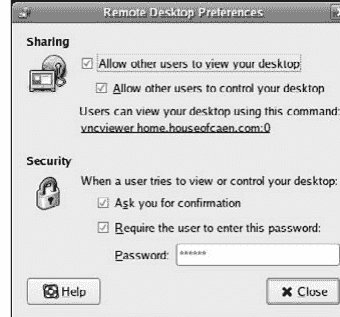 Remote Desktop Preferences
Sharing
Allow other users to view your desktop
Allow other users to control your desktop
Users can view your desktop using this command:
vncviewer home.houseofcaen.com:0
Security
When a user tries to view or control your desktop:
Ask you for confirmation
Require the user to enter this password:
Password: ******
Help
Close